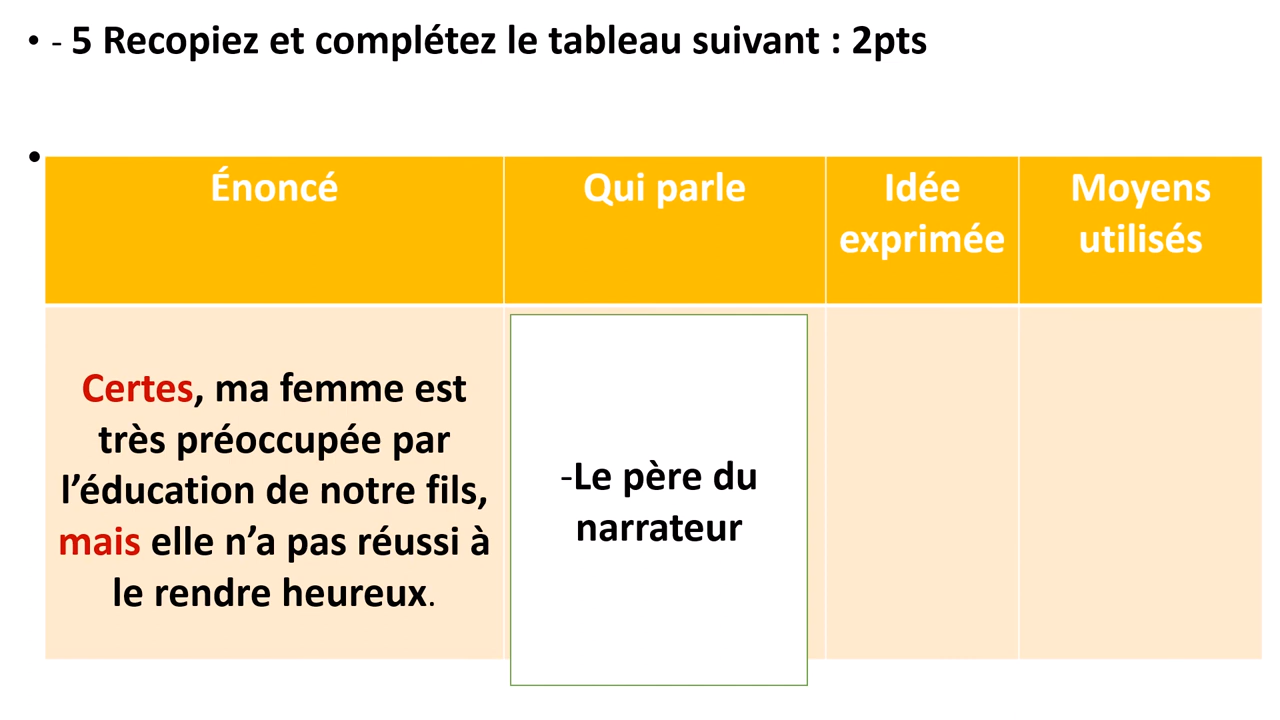 • - 5 Recopiez et complétez le tableau suivant : 2pts
•
Énoncé
Qui parle
Idée
exprimée
Moyens
utilisés
Certes, ma femme est
très préoccupée par
l’éducation de notre fils,
mais elle n’a pas réussi à
le rendre heureux.
-Le père du
narrateur